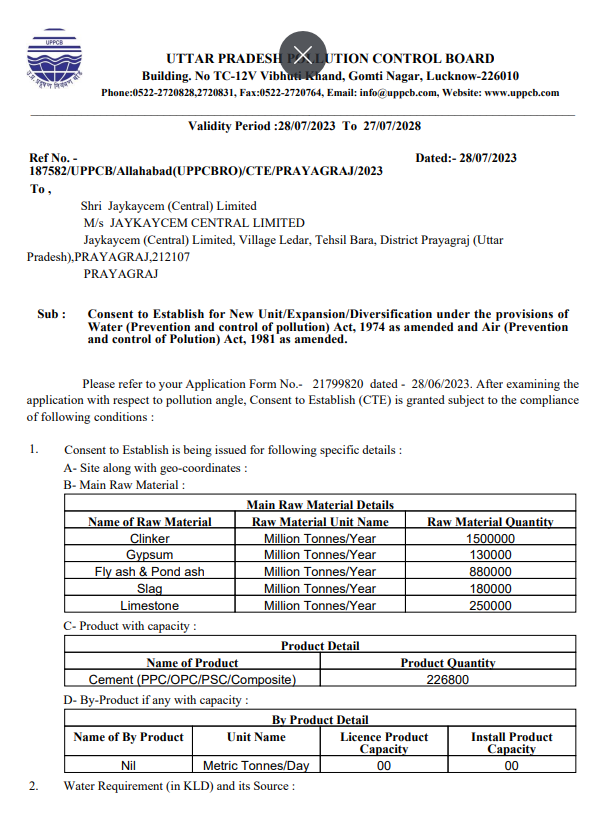 UPPCB
UTTAR PRADESH POLLUTION CONTROL BOARD
Building. No TC-12V Vibhuti Khand, Gomti Nagar, Lucknow-226010
Phone:0522-2720828,2720831, Fax:0522-2720764, Email: info@uppcb.com, Website: www.uppcb.com
Validity Period :28/07/2023 To 27/07/2028
Ref No. - Dated:- 28/07/2023
187582/UPPCB/Allahabad(UPPCBRO)/CTE/PRAYAGRAJ/2023
To ,
Shri Jaykaycem (Central) Limited
M/s JAYKAYCEM CENTRAL LIMITED
Jaykaycem (Central) Limited, Village Ledar, Tehsil Bara, District Prayagraj (Uttar
Pradesh),PRAYAGRAJ,212107
PRAYAGRAJ
Sub : Consent to Establish for New Unit/Expansion/Diversification under the provisions of
Water (Prevention and control of pollution) Act, 1974 as amended and Air (Prevention
and control of Polution) Act, 1981 as amended.
Please refer to your Application Form No.- 21799820 dated - 28/06/2023. After examining the
application with respect to pollution angle, Consent to Establish (CTE) is granted subject to the compliance
of following conditions :
1. Consent to Establish is being issued for following specific details :
A- Site along with geo-coordinates :
B- Main Raw Material :
Main Raw Material Details
Name of Raw Material Raw Material Unit Name Raw Material Quantity
Clinker Million Tonnes/Year 1500000
Gypsum Million Tonnes/Year 130000
Fly ash & Pond ash Million Tonnes/Year 880000
Slag Million Tonnes/Year 180000
Limestone Million Tonnes/Year 250000
C- Product with capacity :
Product Detail
Name of Product Product Quantity
Cement (PPC/OPC/PSC/Composite) 226800
D- By-Product if any with capacity :
By Product Detail
Name of By Product Unit Name Licence Product Install Product
Capacity Capacity
Nil Metric Tonnes/Day 00 00
2. Water Requirement (in KLD) and its Source :